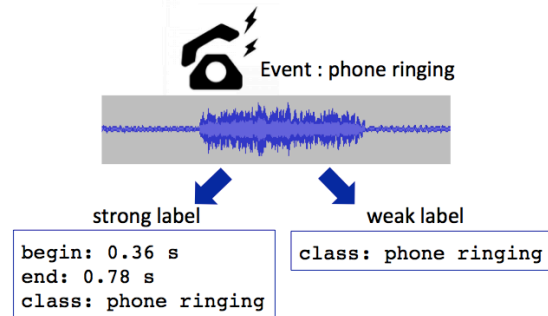 Event : phone ringing
strong label
weak label
begin: 0.36 s
end: 0.78 s
class: phone ringing
class: phone ringing